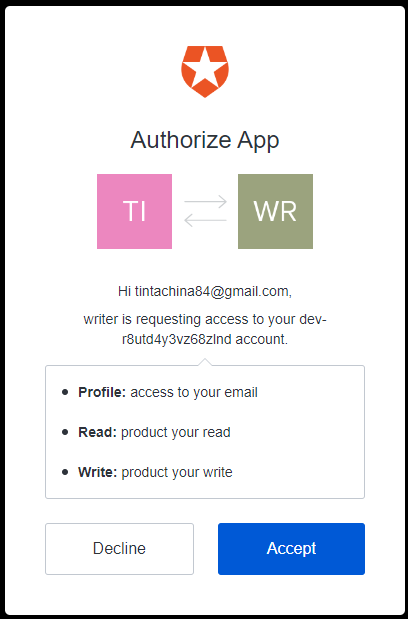 Authorize App
TI
WR
Hi tintachina84@gmail.com,
writer is requesting access to your dev-
r8utd4y3vz68zlnd account.
Profile: access to your email
Read: product your read
Write: product your write
Decline
Accept